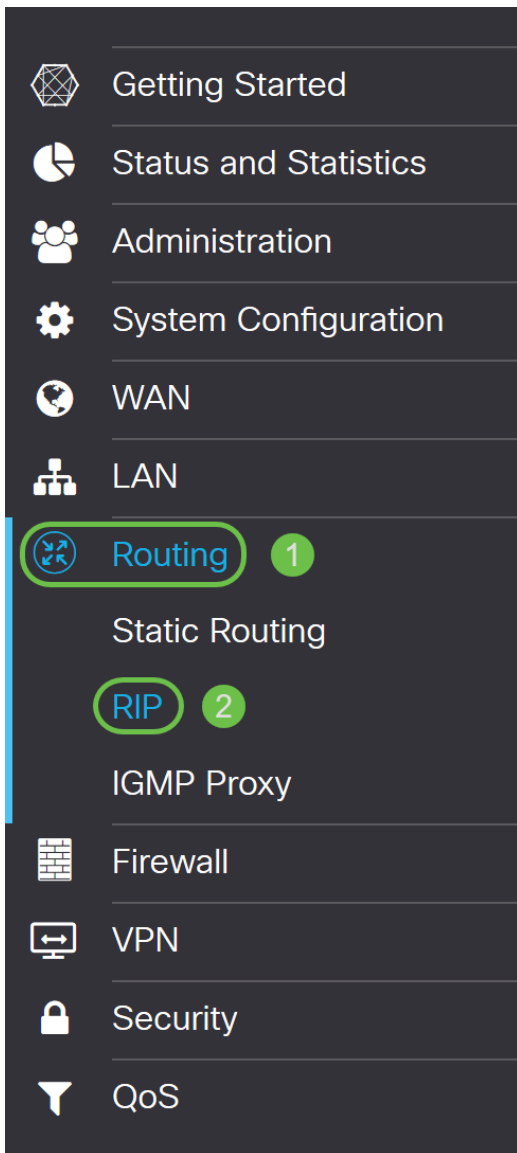 Getting Started
Status and Statistics
Administration
System Configuration
WAN
LAN
Routing 1
Static Routing
RIP 2
IGMP Proxy
Firewall
VPN
Security
QoS